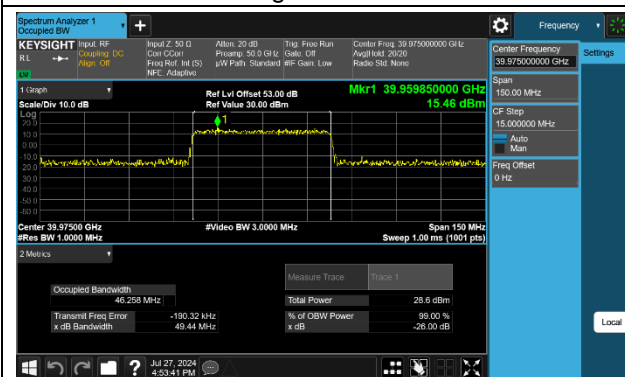 Spectrum Analyzer 1
Occupied BW
Frequency
KEYSIGHT Input: RF
RL
Coupling: DC
Align: Off
Input Z: 50 Ω
Corr CCorr
Freq Ref: Int (S)
NFE: Adaptive
Atten: 20 dB
Preamp: 50.0 GHz
µW Path: Standard
Trig: Free Run
Gate: Off
#IF Gain: Low
Center Freq: 39.975000000 GHz
Avg|Hold: 20/20
Radio Std: None
Center Frequency
39.975000000 GHz
Settings
Span
150.00 MHz
CF Step
15.000000 MHz
Auto
Man
Freq Offset
0 Hz
Local
1 Graph
Scale/Div 10.0 dB
Ref Lvl Offset 53.00 dB
Ref Value 30.00 dBm
Mkr1 39.959850000 GHz
15.46 dBm
Log
20.0
10.0
0.00
-10.0
-20.0
-30.0
-40.0
-50.0
-60.0
1
Center 39.97500 GHz
#Res BW 1.0000 MHz
#Video BW 3.0000 MHz
Span 150 MHz
Sweep 1.00 ms (1001 pts)
2 Metrics
Measure Trace
Trace 1
Occupied Bandwidth
46.258 MHz
Total Power
28.6 dBm
Transmit Freq Error
-190.32 kHz
% of OBW Power
99.00 %
x dB Bandwidth
49.44 MHz
x dB
-26.00 dB
?
Jul 27, 2024
4:53:41 PM